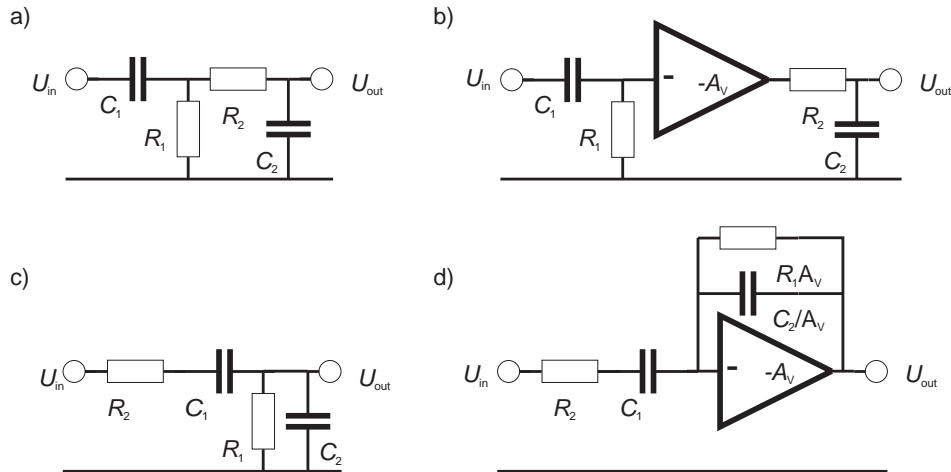 a)
U_in
C_1
R_1
R_2
C_2
U_out
b)
U_in
C_1
R_1
-
-A_V
R_2
C_2
U_out
c)
U_in
R_2
C_1
R_1
C_2
U_out
d)
R_1A_V
C_2/A_V
U_in
R_2
C_1
-
-A_V
U_out